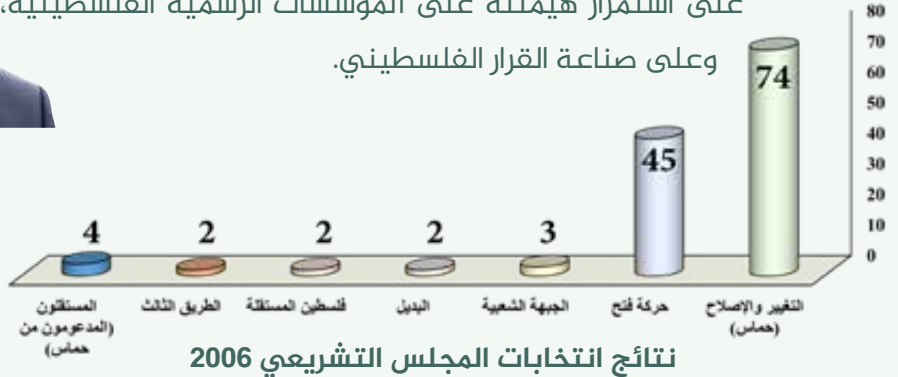 على استمرار هيمنته على المؤسسات الرسمية الفلسطينية،
وعلى صناعة القرار الفلسطيني.
80
70
60
50
40
30
20
10
0
74
45
3
2
2
2
4
التغيير والإصلاح
(حماس)
حركة فتح
الجبهة الشعبية
البديل
فلسطين المستقلة
الطريق الثالث
المستقلون
(المدعومون من
حماس)
نتائج انتخابات المجلس التشريعي 2006